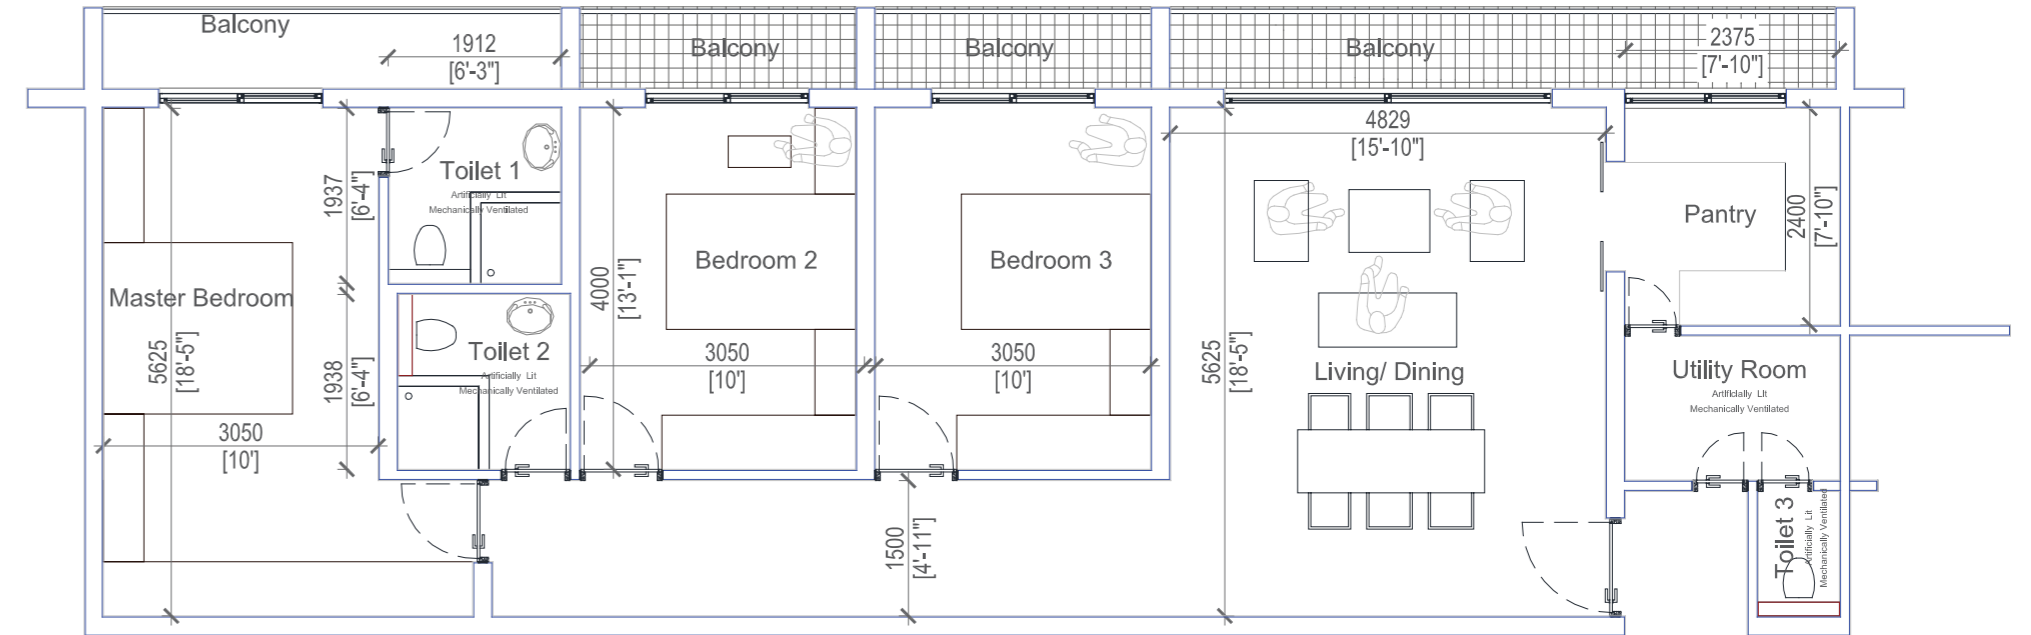 Balcony
1912
[6'-3"]
Balcony
Balcony
Balcony
2375
[7'-10"]
4829
[15'-10"]
Toilet 1
Artificially Lit
Mechanically Ventilated
1937
[6'-4"]
Pantry
2400
[7'-10"]
Master Bedroom
Bedroom 2
Bedroom 3
4000
[13'-1"]
5625
[18'-5"]
1938
[6'-4"]
Toilet 2
Artificially Lit
Mechanically Ventilated
3050
[10']
3050
[10']
5625
[18'-5"]
Living/ Dining
Utility Room
Artificially Lit
Mechanically Ventilated
3050
[10']
1500
[4'-11"]
Toilet 3
Artificially Lit
Mechanically Ventilated